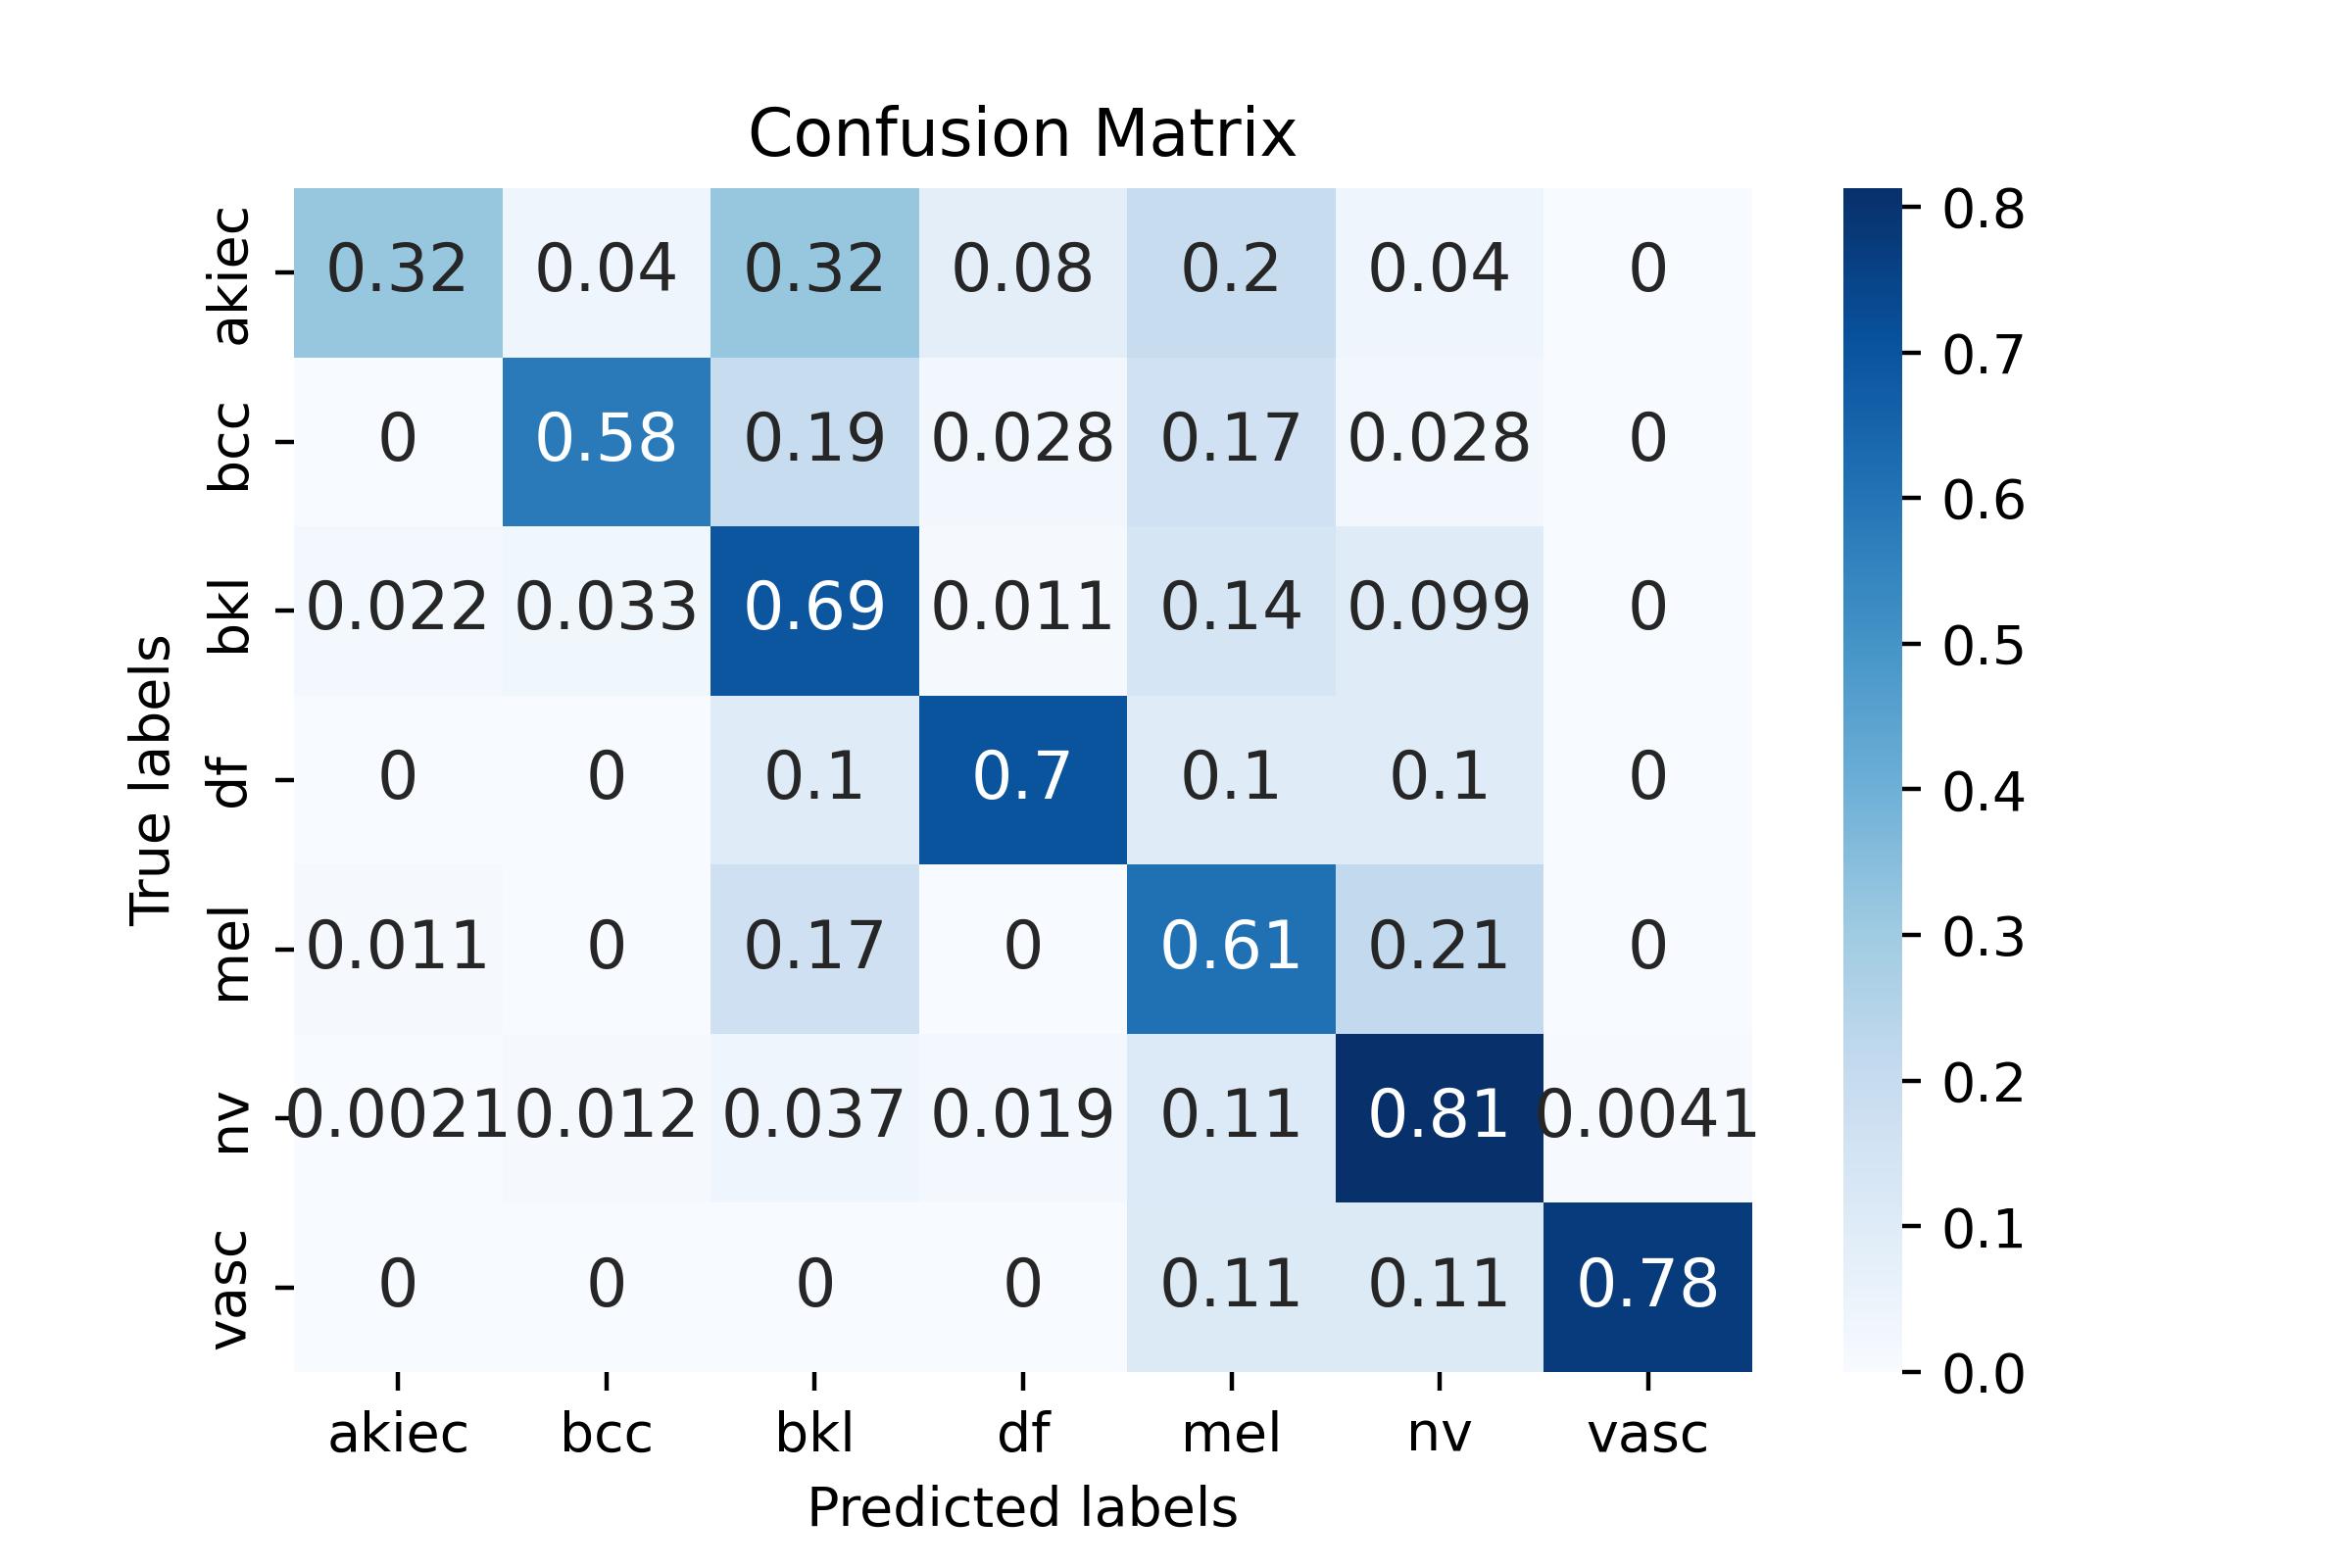 Confusion Matrix
akiec 0.32 0.04 0.32 0.08 0.2 0.04 0
bcc 0 0.58 0.19 0.028 0.17 0.028 0
bkl 0.022 0.033 0.69 0.011 0.14 0.099 0
df 0 0 0.1 0.7 0.1 0.1 0
mel 0.011 0 0.17 0 0.61 0.21 0
nv 0.0021 0.012 0.037 0.019 0.11 0.81 0.0041
vasc 0 0 0 0 0.11 0.11 0.78
True labels
akiec bcc bkl df mel nv vasc
Predicted labels
0.8
0.7
0.6
0.5
0.4
0.3
0.2
0.1
0.0